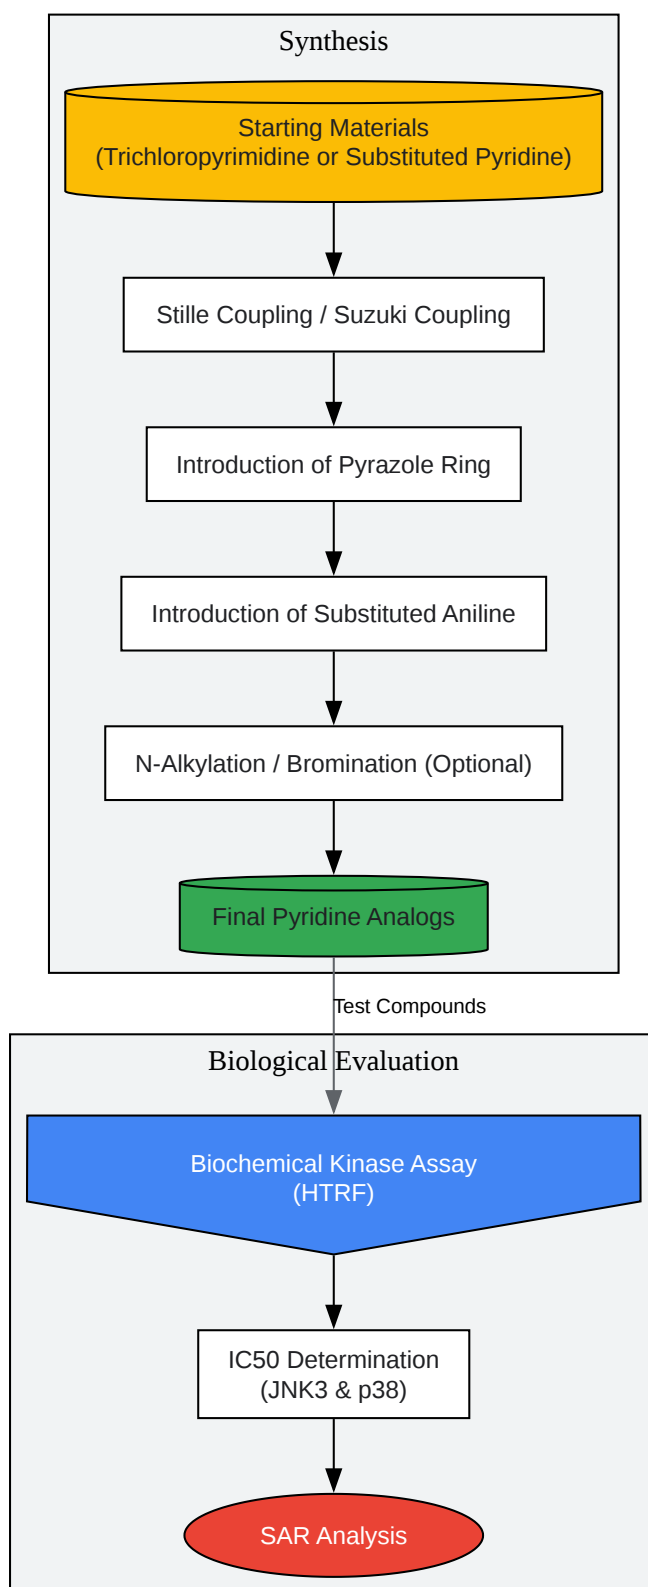 Synthesis
Starting Materials
(Trichloropyrimidine or Substituted Pyridine)
Stille Coupling / Suzuki Coupling
Introduction of Pyrazole Ring
Introduction of Substituted Aniline
N-Alkylation / Bromination (Optional)
Final Pyridine Analogs
Test Compounds
Biological Evaluation
Biochemical Kinase Assay
(HTRF)
IC50 Determination
(JNK3 & p38)
SAR Analysis